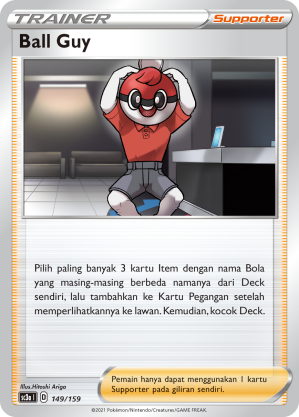 TRAINER
Supporter
Ball Guy
Pilih paling banyak 3 kartu Item dengan nama Bola
yang masing-masing berbeda namanya dari Deck
sendiri, lalu tambahkan ke Kartu Pegangan setelah
memperlihatkannya ke lawan. Kemudian, kocok Deck.
Illus.Hitoshi Ariga
sc3a I D 149/159
Pemain hanya dapat menggunakan 1 kartu
Supporter pada giliran sendiri.
©2021 Pokémon/Nintendo/Creatures/GAME FREAK.